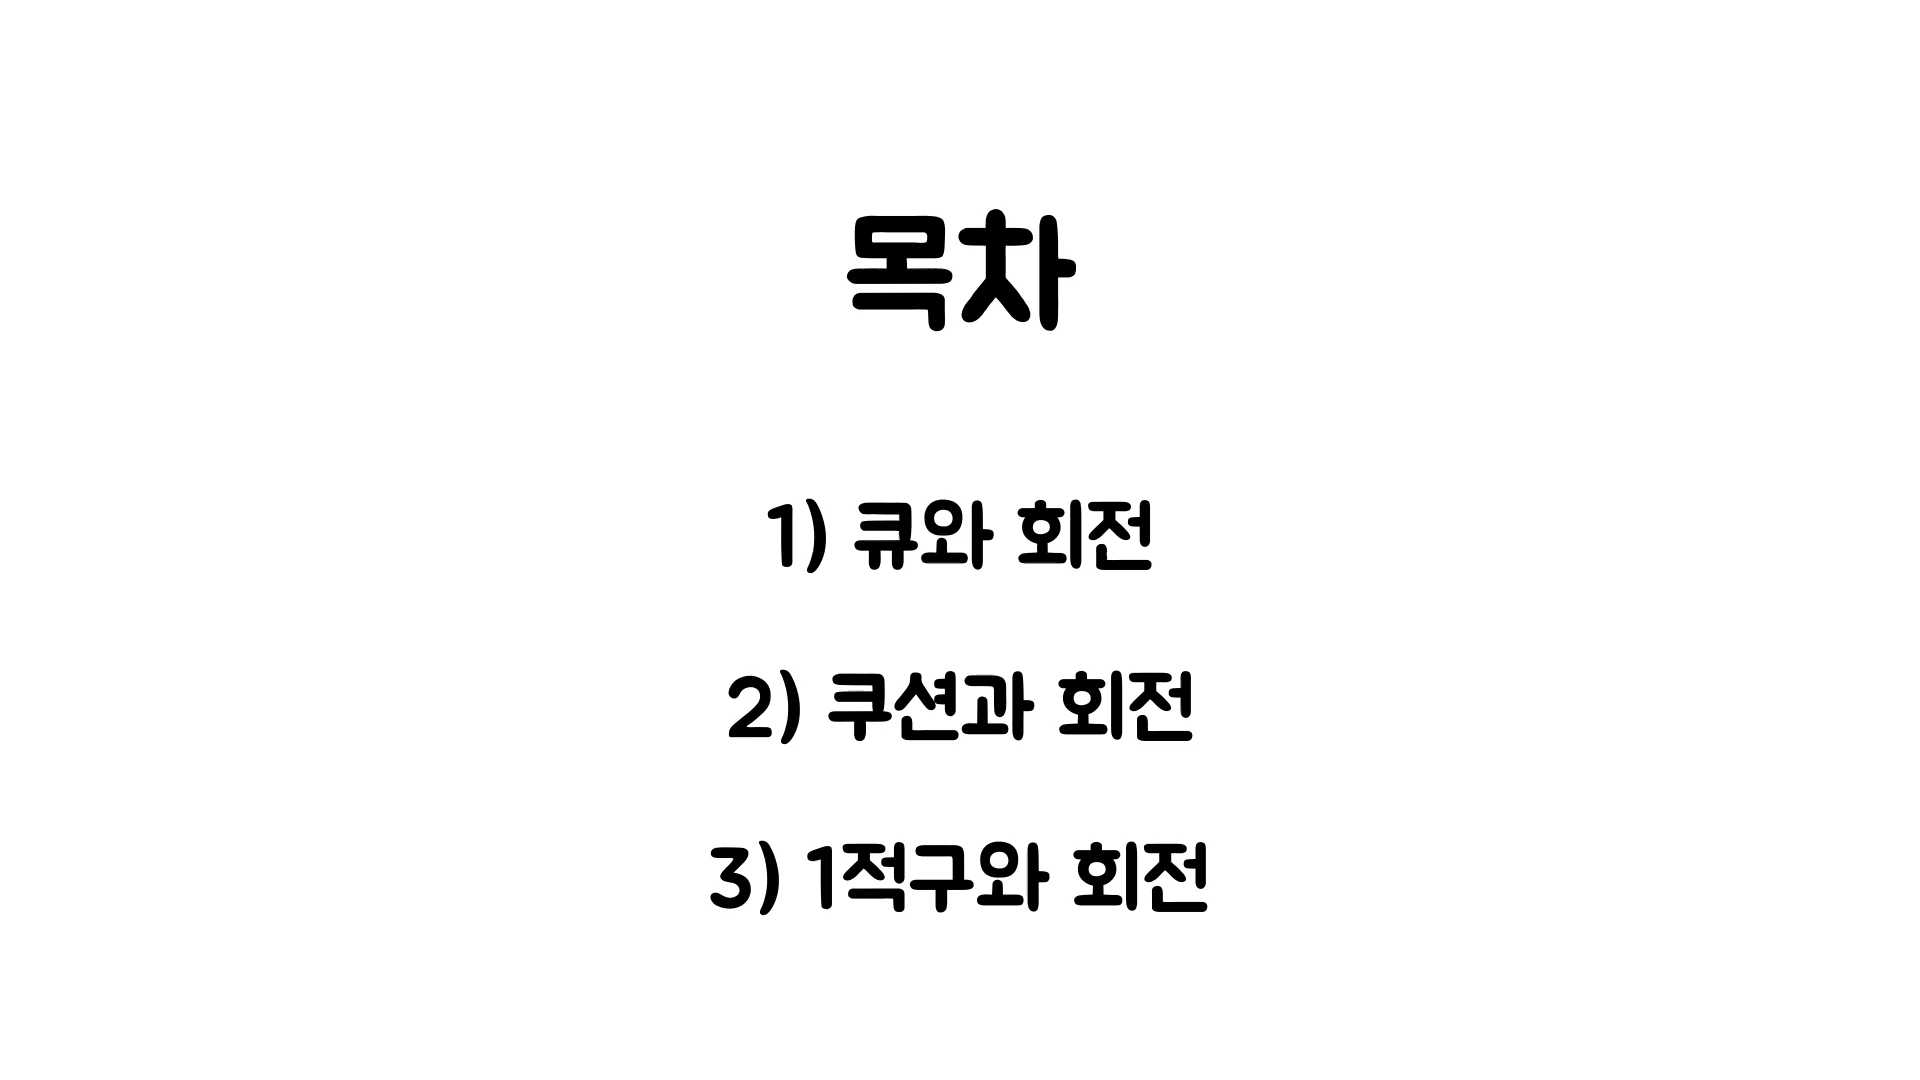 목차
1) 큐와 회전
2) 쿠션과 회전
3) 1적구와 회전